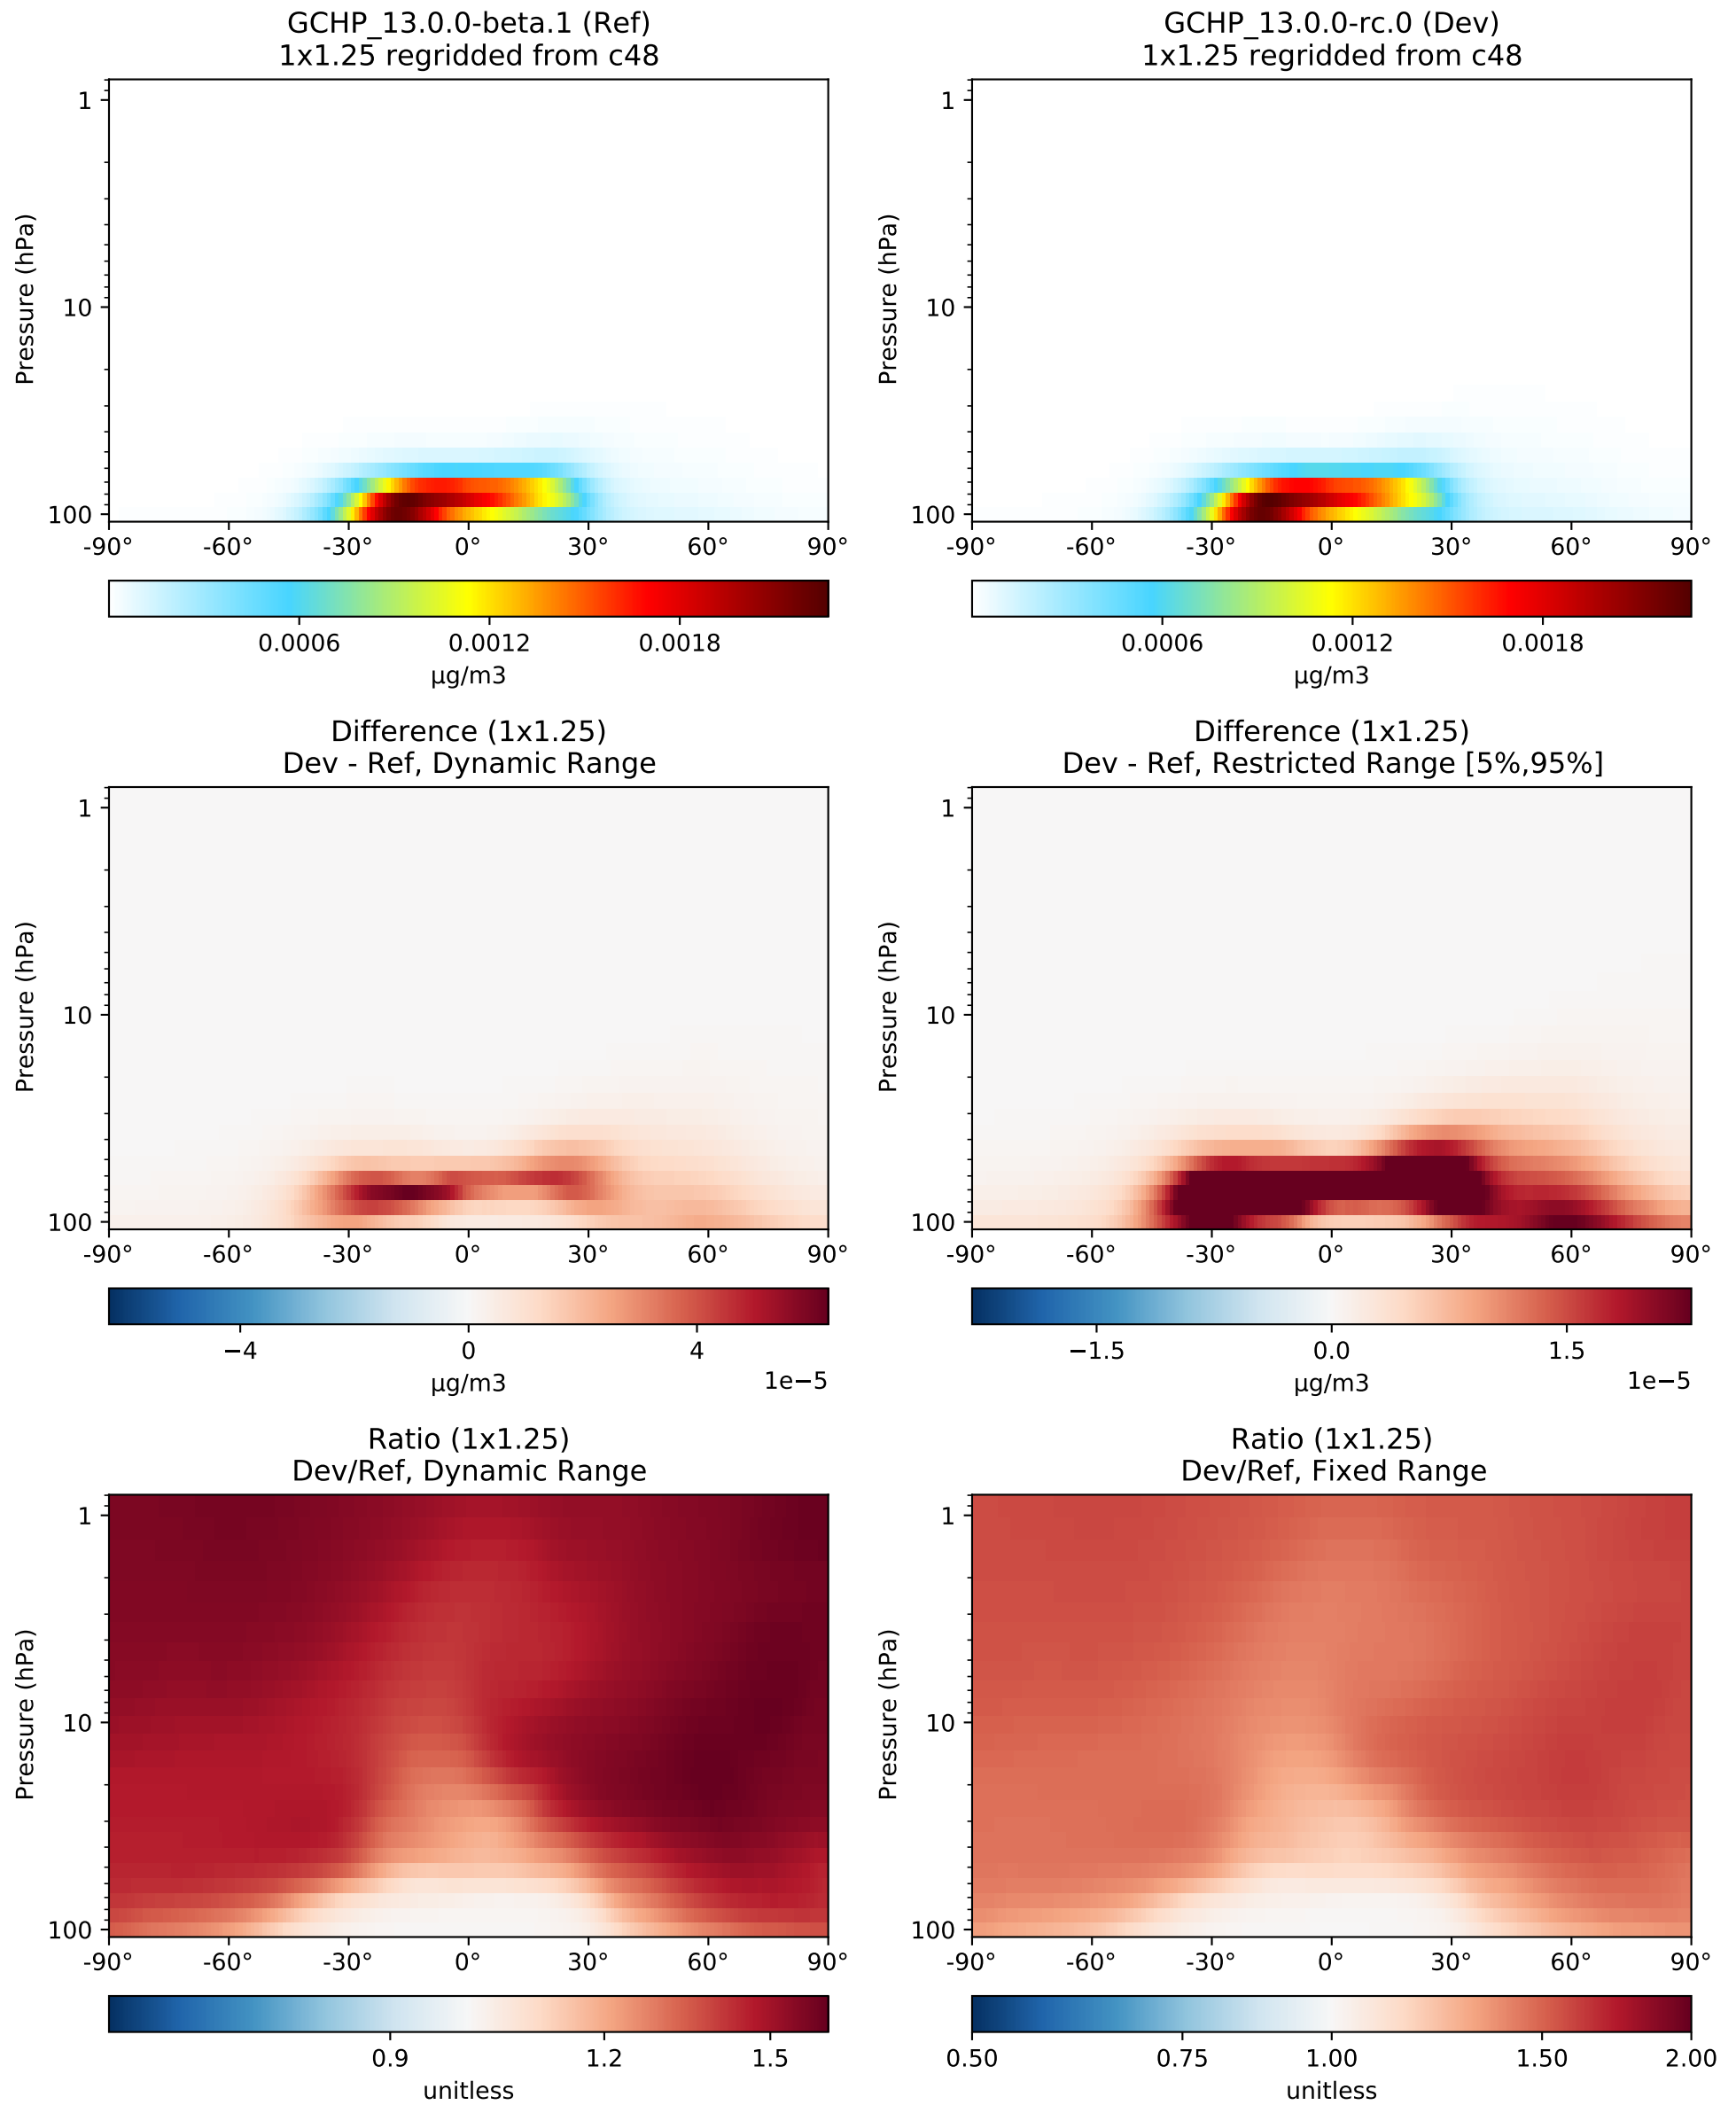 GCHP_13.0.0-beta.1 (Ref)
1x1.25 regridded from c48
Pressure (hPa)
1
10
100
-90° -60° -30° 0° 30° 60° 90°
0.0006 0.0012 0.0018
μg/m3
GCHP_13.0.0-rc.0 (Dev)
1x1.25 regridded from c48
Pressure (hPa)
1
10
100
-90° -60° -30° 0° 30° 60° 90°
0.0006 0.0012 0.0018
μg/m3
Difference (1x1.25)
Dev - Ref, Dynamic Range
Pressure (hPa)
1
10
100
-90° -60° -30° 0° 30° 60° 90°
−4 0 4
μg/m3 1e−5
Difference (1x1.25)
Dev - Ref, Restricted Range [5%,95%]
Pressure (hPa)
1
10
100
-90° -60° -30° 0° 30° 60° 90°
−1.5 0.0 1.5
μg/m3 1e−5
Ratio (1x1.25)
Dev/Ref, Dynamic Range
Pressure (hPa)
1
10
100
-90° -60° -30° 0° 30° 60° 90°
0.9 1.2 1.5
unitless
Ratio (1x1.25)
Dev/Ref, Fixed Range
Pressure (hPa)
1
10
100
-90° -60° -30° 0° 30° 60° 90°
0.50 0.75 1.00 1.50 2.00
unitless